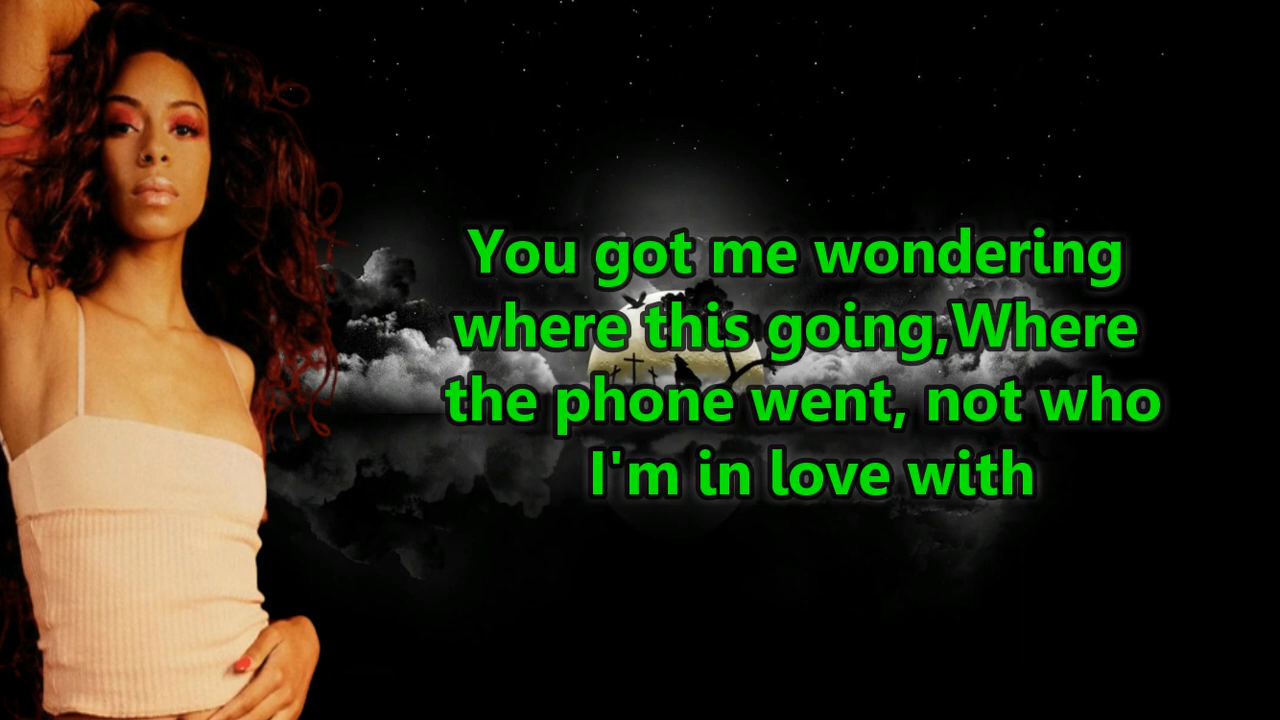 You got me wondering
where this going,Where
the phone went, not who
I'm in love with